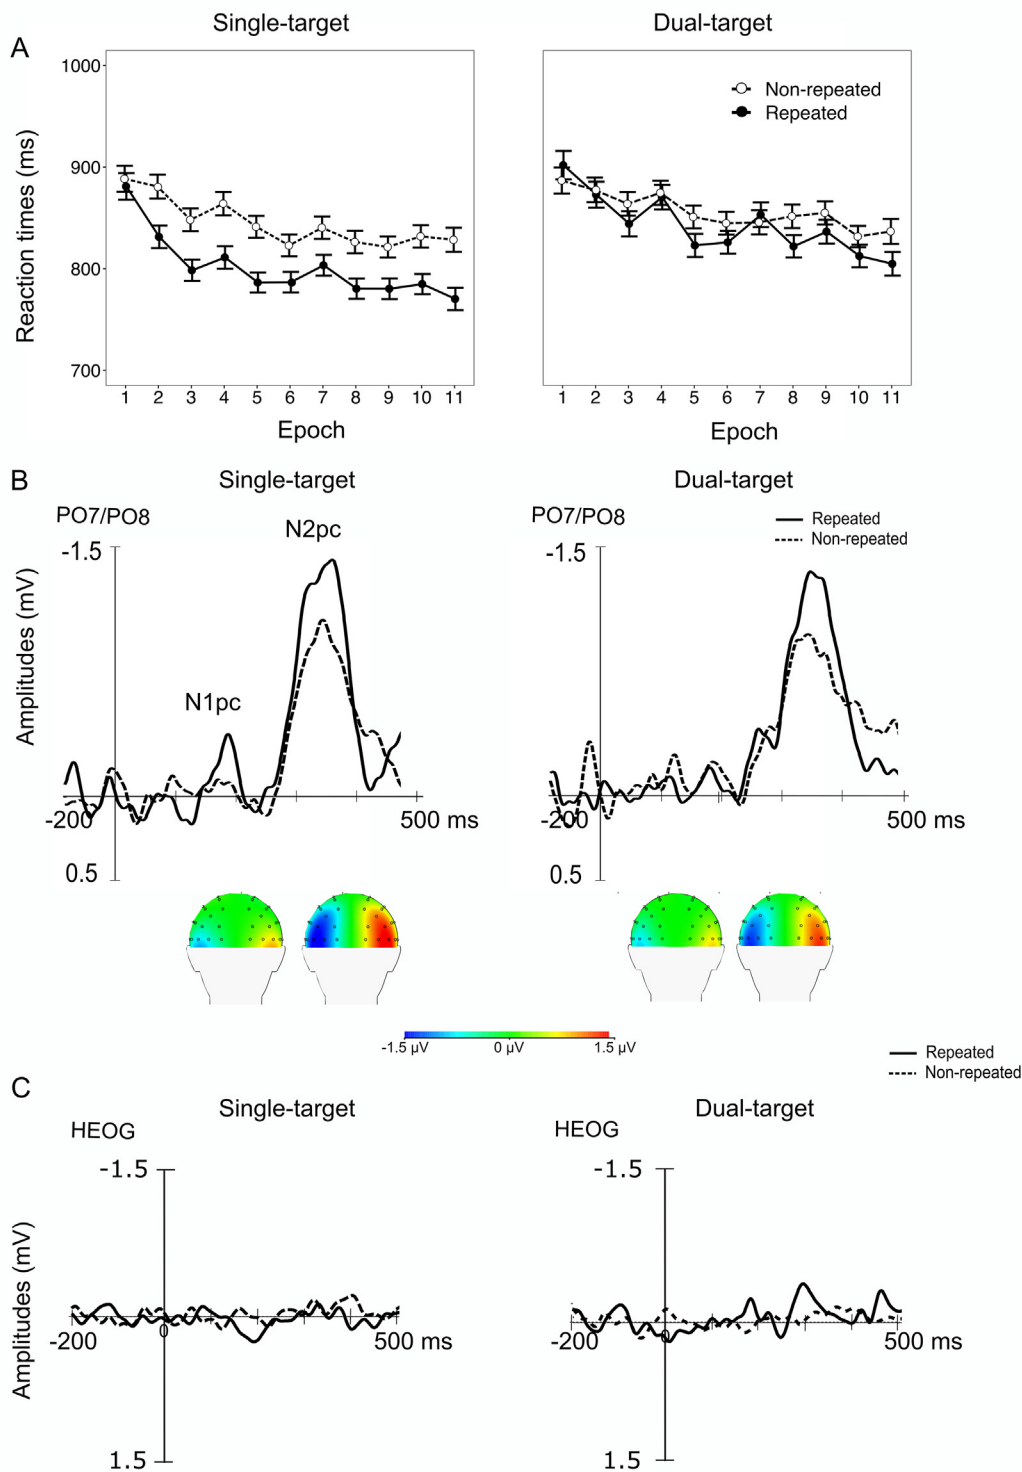 Single-target Dual-target
A
1000
900
800
700
Reaction times (ms)
Non-repeated
Repeated
1 2 3 4 5 6 7 8 9 10 11
1 2 3 4 5 6 7 8 9 10 11
Epoch
Epoch
B
Single-target Dual-target
PO7/PO8
-1.5
N2pc
N1pc
Amplitudes (mV)
-200
500 ms
0.5
PO7/PO8
-1.5
Repeated
Non-repeated
-200
500 ms
0.5
-1.5 µV 0 µV 1.5 µV
Repeated
Non-repeated
C
Single-target Dual-target
HEOG
-1.5
Amplitudes (mV)
-200 0 500 ms
1.5
HEOG
-1.5
-200 0 500 ms
1.5